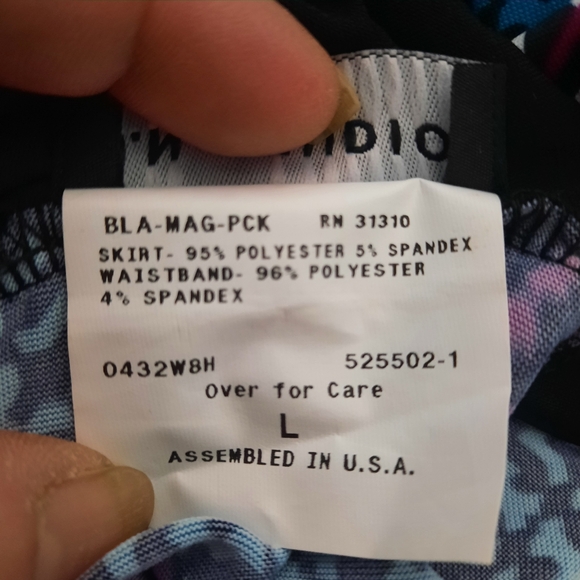 BLA-MAG-PCK RN 31310
SKIRT- 95% POLYESTER 5% SPANDEX
WAISTBAND- 96% POLYESTER
4% SPANDEX
0432W8H 525502-1
Over for Care
L
ASSEMBLED IN U.S.A.